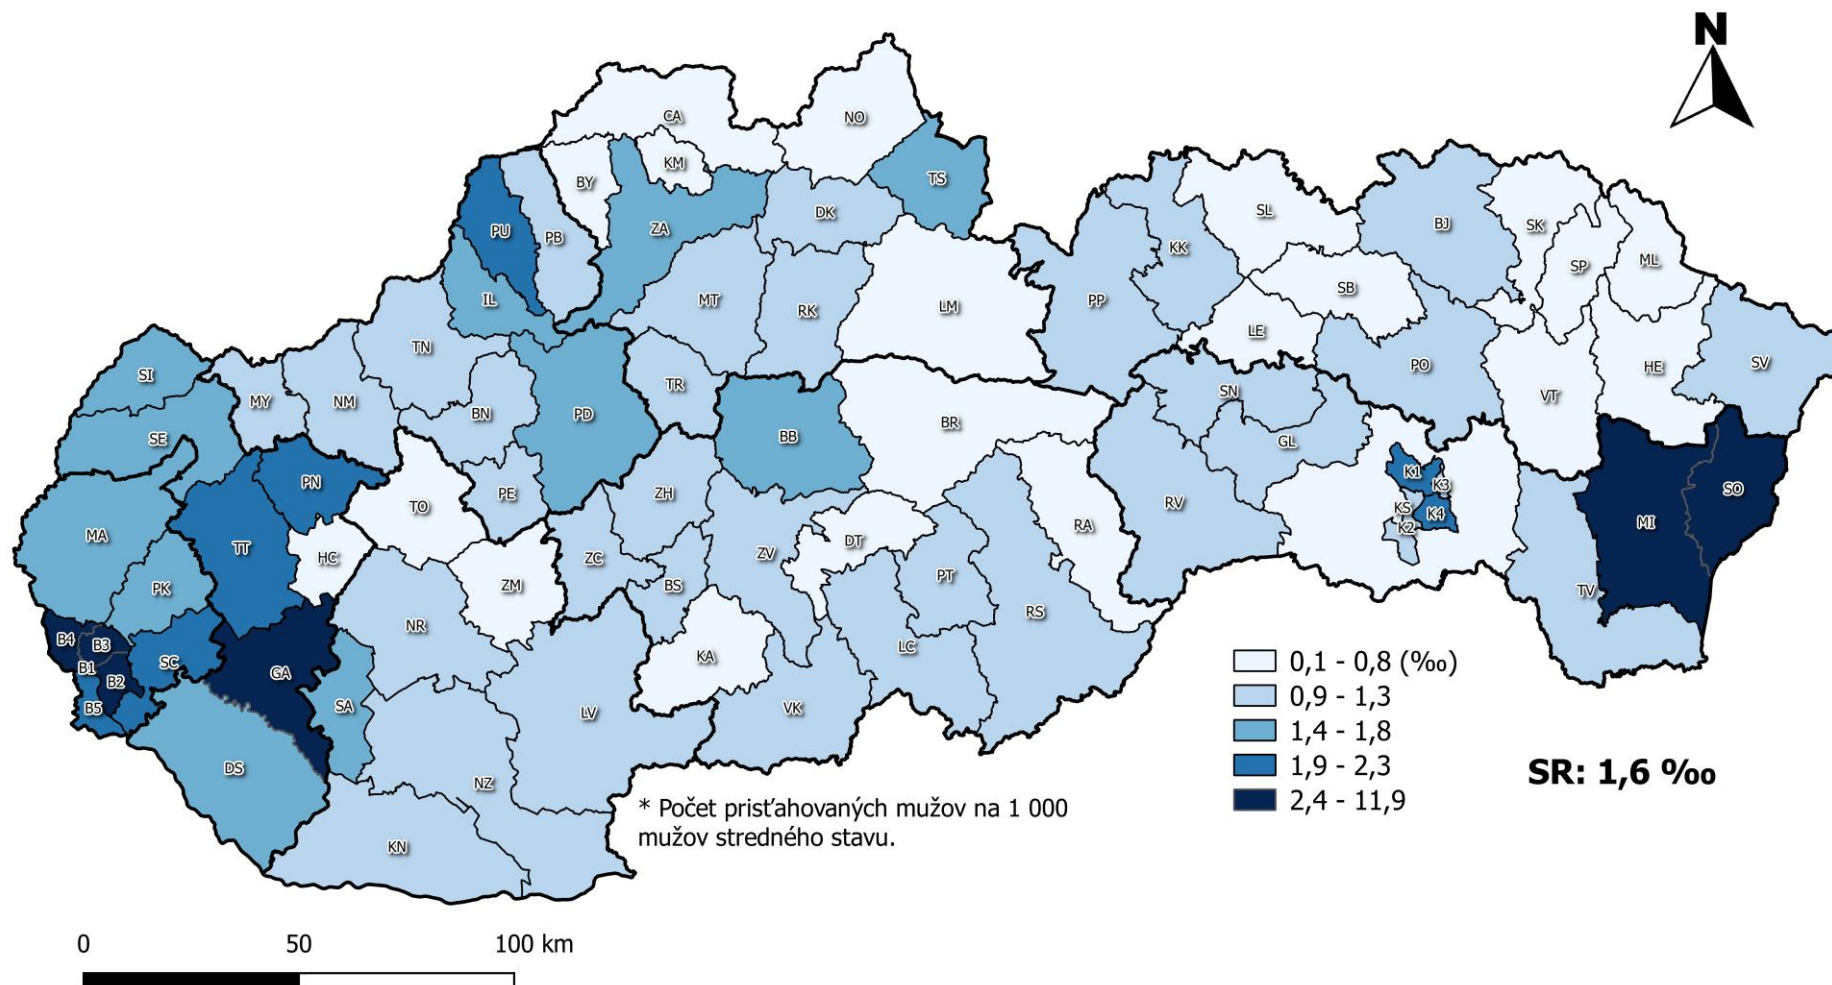 N
CA
NO
KM
BY
TS
PU
PB
ZA
DK
SL
BJ
SK
KK
SP
ML
IL
MT
RK
LM
PP
SB
LE
TN
PO
HE
SV
SI
MY
NM
BN
PD
TR
BB
BR
SN
VT
SE
GL
PN
TO
PE
ZH
RV
K1
K3
MI
SO
KS
K4
K2
MA
TT
HC
ZC
ZV
DT
RA
PK
ZM
BS
PT
TV
B4
B3
SC
NR
RS
B1
B2
GA
KA
LC
B5
SA
LV
VK
0,1 - 0,8 (‰)
0,9 - 1,3
1,4 - 1,8
1,9 - 2,3
2,4 - 11,9
SR: 1,6 ‰
DS
NZ
KN
* Počet prisťahovaných mužov na 1 000
mužov stredného stavu.
0 50 100 km